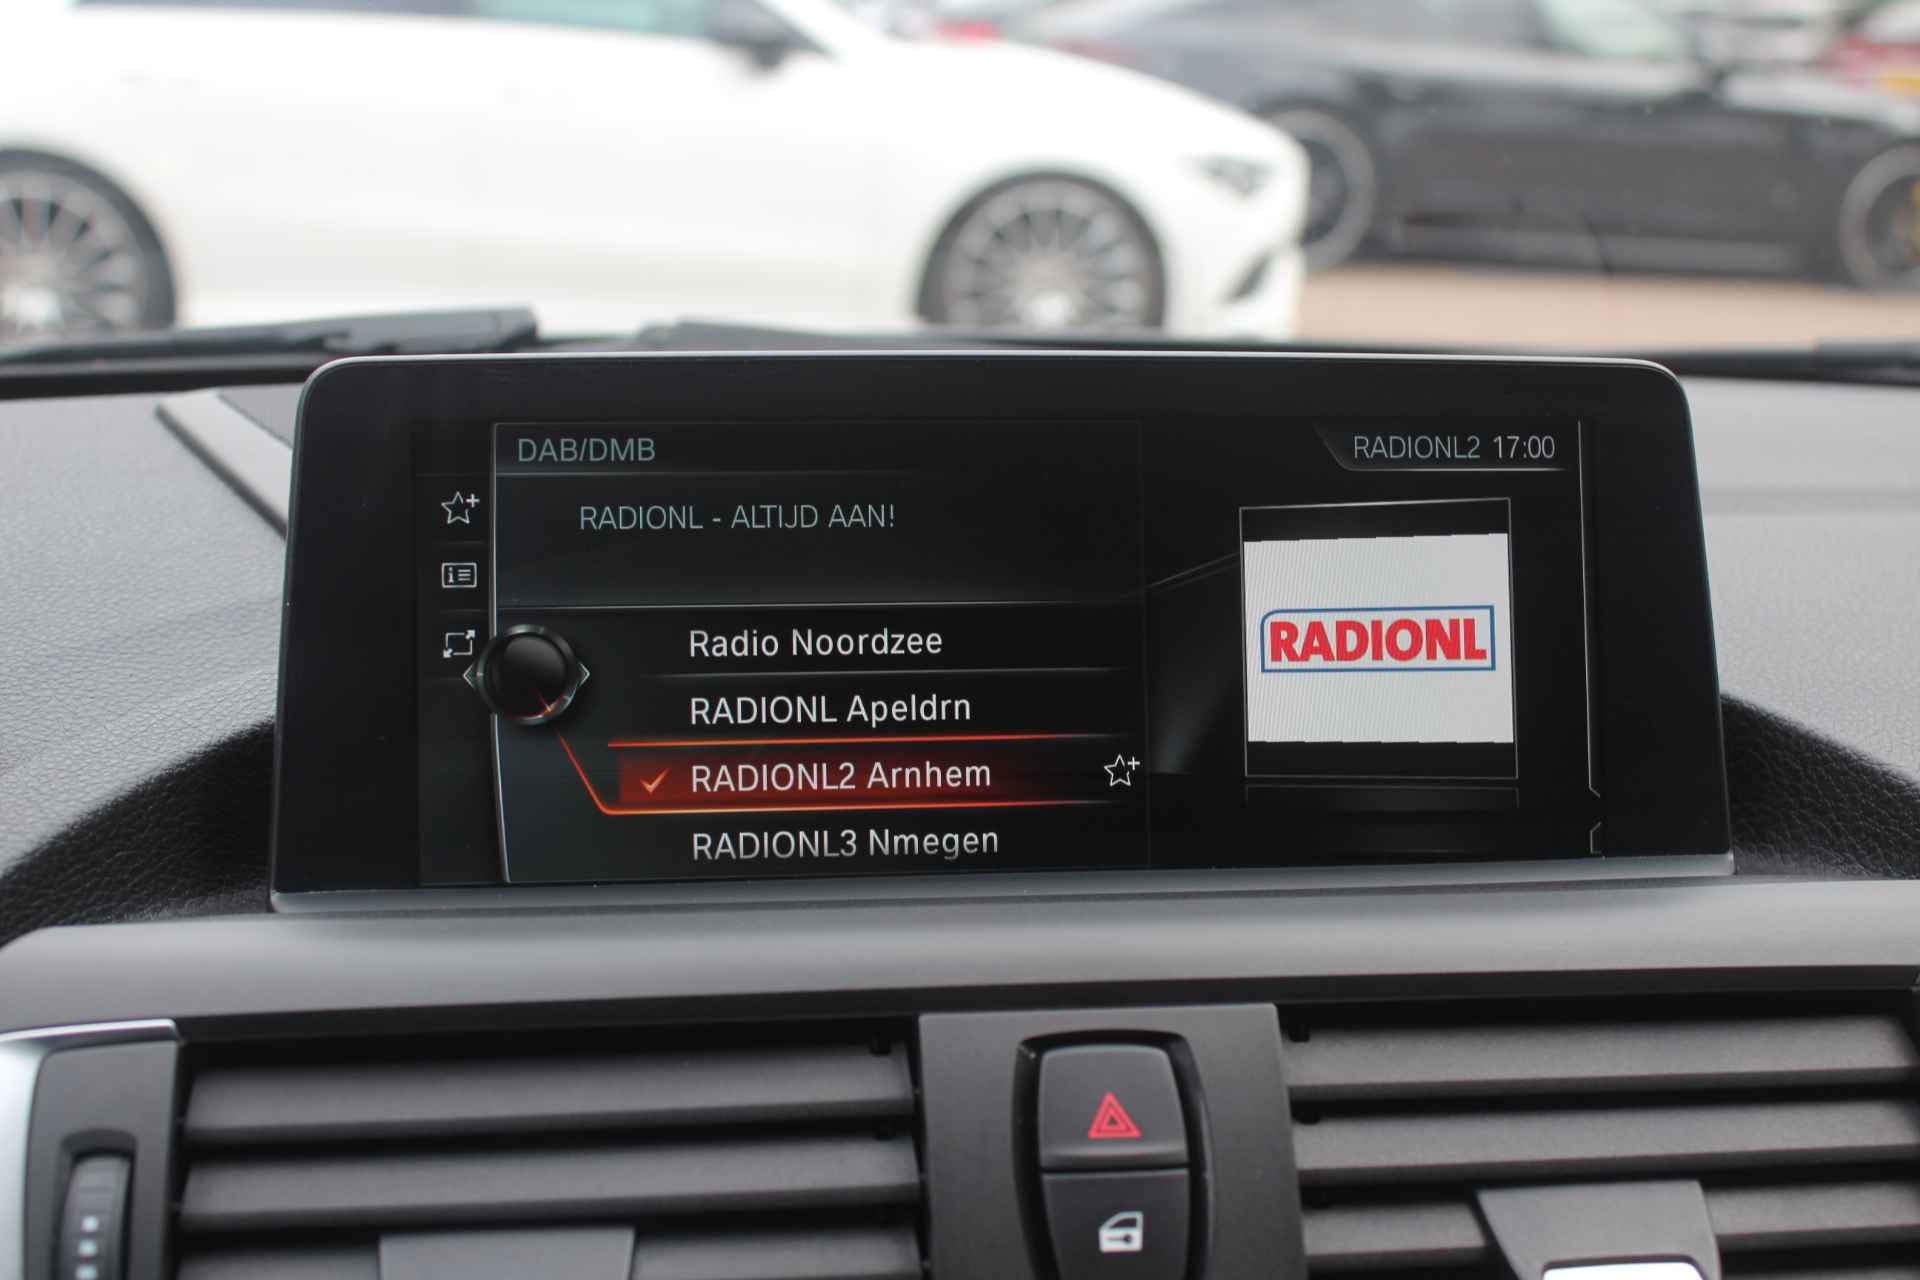 DAB/DMB
RADIONL2 17:00
RADIONL - ALTIJD AAN!
Radio Noordzee
RADIONL Apeldrn
RADIONL2 Arnhem
RADIONL3 Nmegen
RADIONL